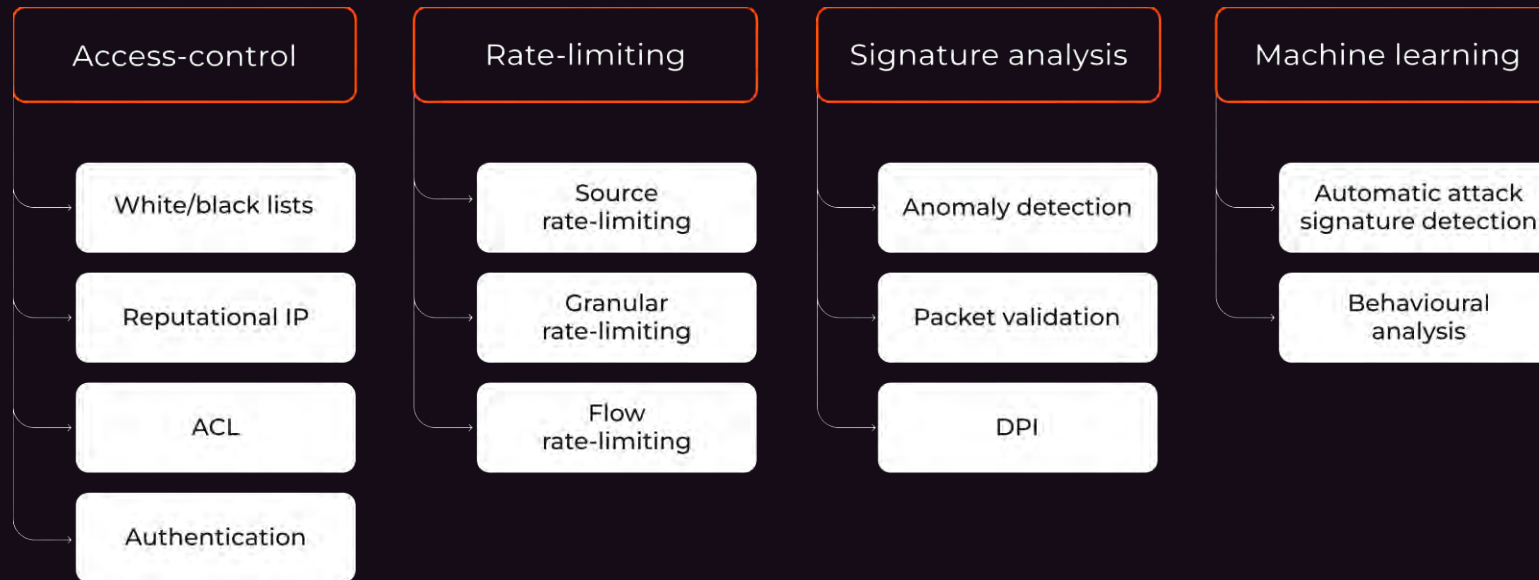 Access-control
White/black lists
Reputational IP
ACL
Authentication
Rate-limiting
Source
rate-limiting
Granular
rate-limiting
Flow
rate-limiting
Signature analysis
Anomaly detection
Packet validation
DPI
Machine learning
Automatic attack
signature detection
Behavioural
analysis